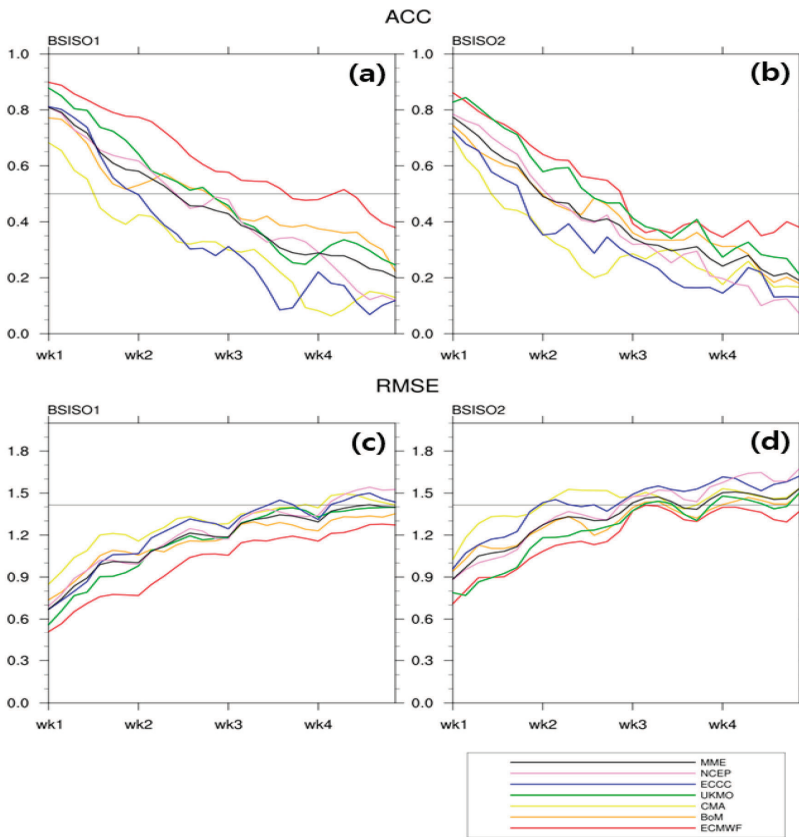 ACC
BSISO1
(a)
1.0
0.8
0.6
0.4
0.2
0.0
wk1 wk2 wk3 wk4
BSISO2
(b)
1.0
0.8
0.6
0.4
0.2
0.0
wk1 wk2 wk3 wk4
RMSE
BSISO1
(c)
1.8
1.5
1.2
0.9
0.6
0.3
0.0
wk1 wk2 wk3 wk4
BSISO2
(d)
1.8
1.5
1.2
0.9
0.6
0.3
0.0
wk1 wk2 wk3 wk4
MME
NCEP
ECCC
UKMO
CMA
BoM
ECMWF